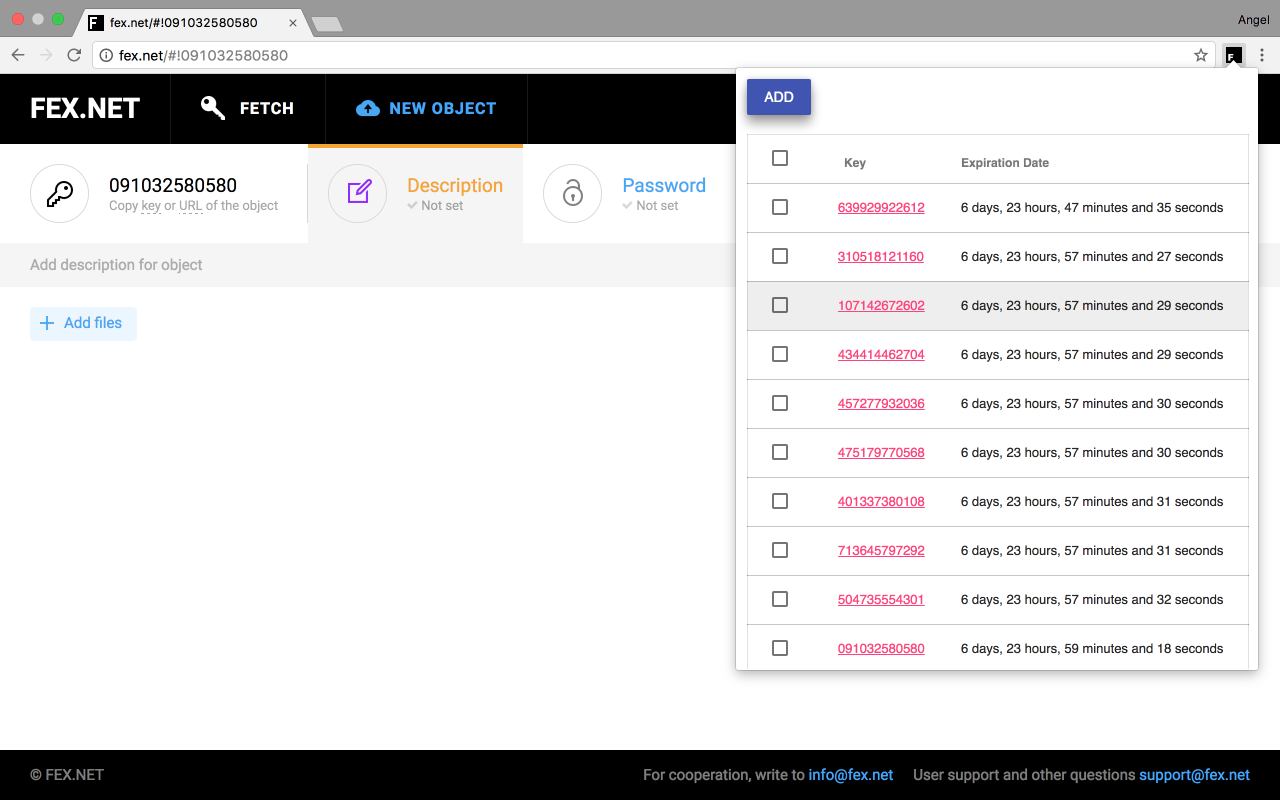 fex.net/#!091032580580
Angel
fex.net/#!091032580580
FEX.NET
FETCH
NEW OBJECT
091032580580
Copy key or URL of the object
Description
Not set
Password
Not set
Add description for object
Add files
ADD
Key Expiration Date
639929922612 6 days, 23 hours, 47 minutes and 35 seconds
310518121160 6 days, 23 hours, 57 minutes and 27 seconds
107142672602 6 days, 23 hours, 57 minutes and 29 seconds
434414462704 6 days, 23 hours, 57 minutes and 29 seconds
457277932036 6 days, 23 hours, 57 minutes and 30 seconds
475179770568 6 days, 23 hours, 57 minutes and 30 seconds
401337380108 6 days, 23 hours, 57 minutes and 31 seconds
713645797292 6 days, 23 hours, 57 minutes and 31 seconds
504735554301 6 days, 23 hours, 57 minutes and 32 seconds
091032580580 6 days, 23 hours, 59 minutes and 18 seconds
© FEX.NET
For cooperation, write to info@fex.net
User support and other questions support@fex.net